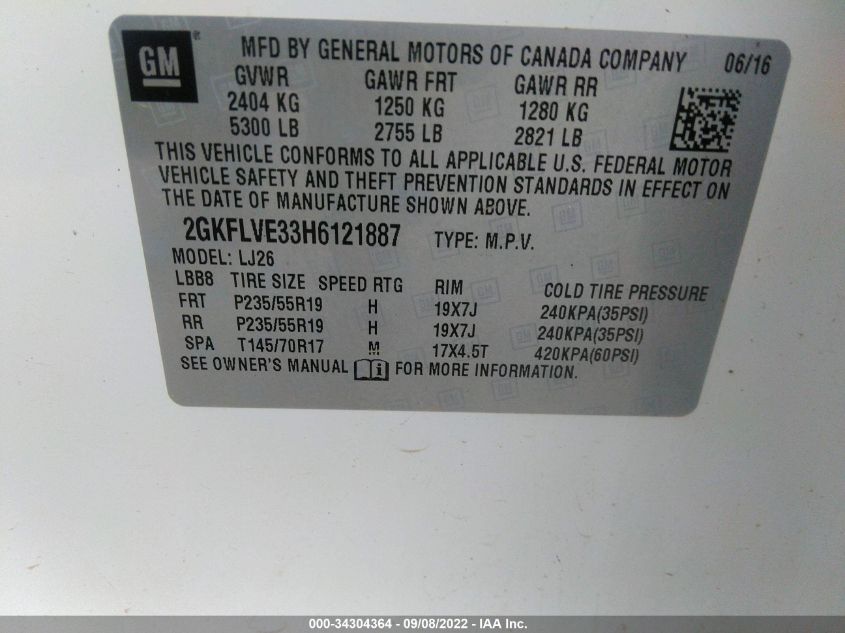 GM ® MFD BY GENERAL MOTORS OF CANADA COMPANY 06/16
GVWR GAWR FRT GAWR RR
2404 KG 1250 KG 1280 KG
5300 LB 2755 LB 2821 LB
THIS VEHICLE CONFORMS TO ALL APPLICABLE U.S. FEDERAL MOTOR
VEHICLE SAFETY AND THEFT PREVENTION STANDARDS IN EFFECT ON
THE DATE OF MANUFACTURE SHOWN ABOVE.
2GKFLVE33H6121887 TYPE: M.P.V.
MODEL: LJ26
LBB8 TIRE SIZE SPEED RTG RIM COLD TIRE PRESSURE
FRT P235/55R19 H 19X7J 240KPA(35PSI)
RR P235/55R19 H 19X7J 240KPA(35PSI)
SPA T145/70R17 M 17X4.5T 420KPA(60PSI)
SEE OWNER'S MANUAL i FOR MORE INFORMATION.
000-34304364 - 09/08/2022 - IAA Inc.